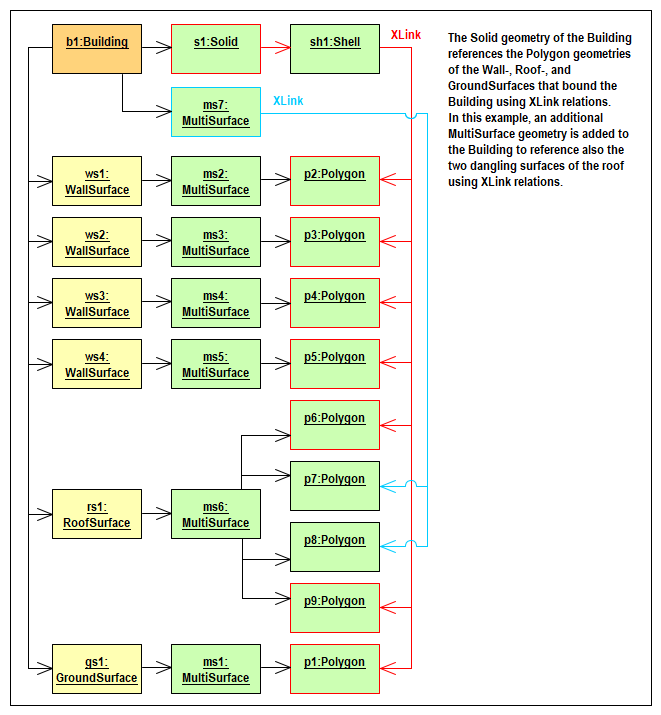 b1:Building
s1:Solid
sh1:Shell
XLink
The Solid geometry of the Building
references the Polygon geometries
of the Wall-, Roof-, and
GroundSurfaces that bound the
Building using XLink relations.
In this example, an additional
MultiSurface geometry is added to
the Building to reference also the
two dangling surfaces of the roof
using XLink relations.
ms7:
MultiSurface
XLink
ws1:
WallSurface
ms2:
MultiSurface
p2:Polygon
ws2:
WallSurface
ms3:
MultiSurface
p3:Polygon
ws3:
WallSurface
ms4:
MultiSurface
p4:Polygon
ws4:
WallSurface
ms5:
MultiSurface
p5:Polygon
p6:Polygon
p7:Polygon
rs1:
RoofSurface
ms6:
MultiSurface
p8:Polygon
p9:Polygon
gs1:
GroundSurface
ms1:
MultiSurface
p1:Polygon